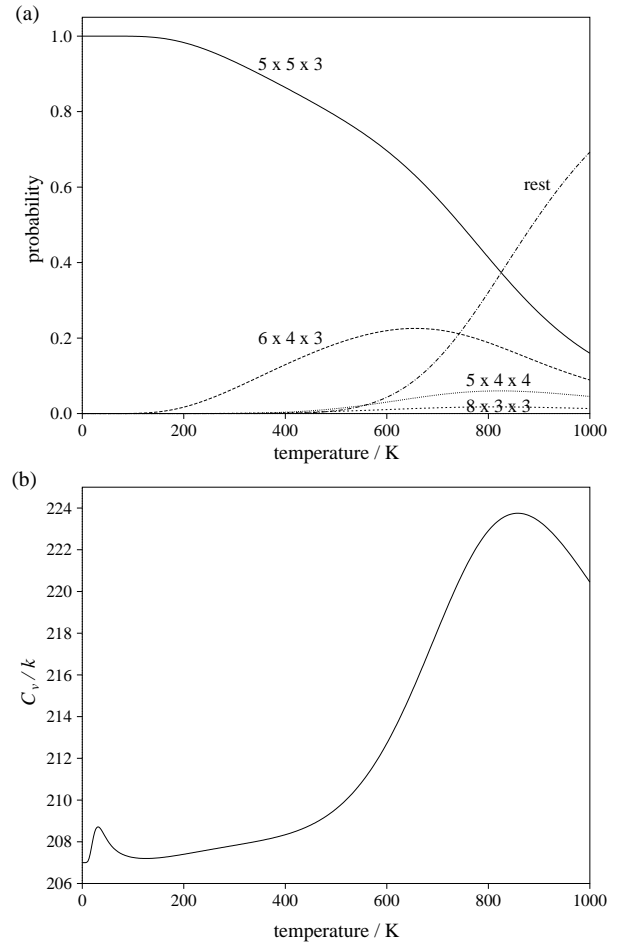 (a)
1.0
5 x 5 x 3
0.8
probability
0.6
rest
0.4
0.2
6 x 4 x 3
5 x 4 x 4
8 x 3 x 3
0.0
0 200 400 600 800 1000
temperature / K
(b)
224
222
220
218
C_v / k
216
214
212
210
208
206
0 200 400 600 800 1000
temperature / K